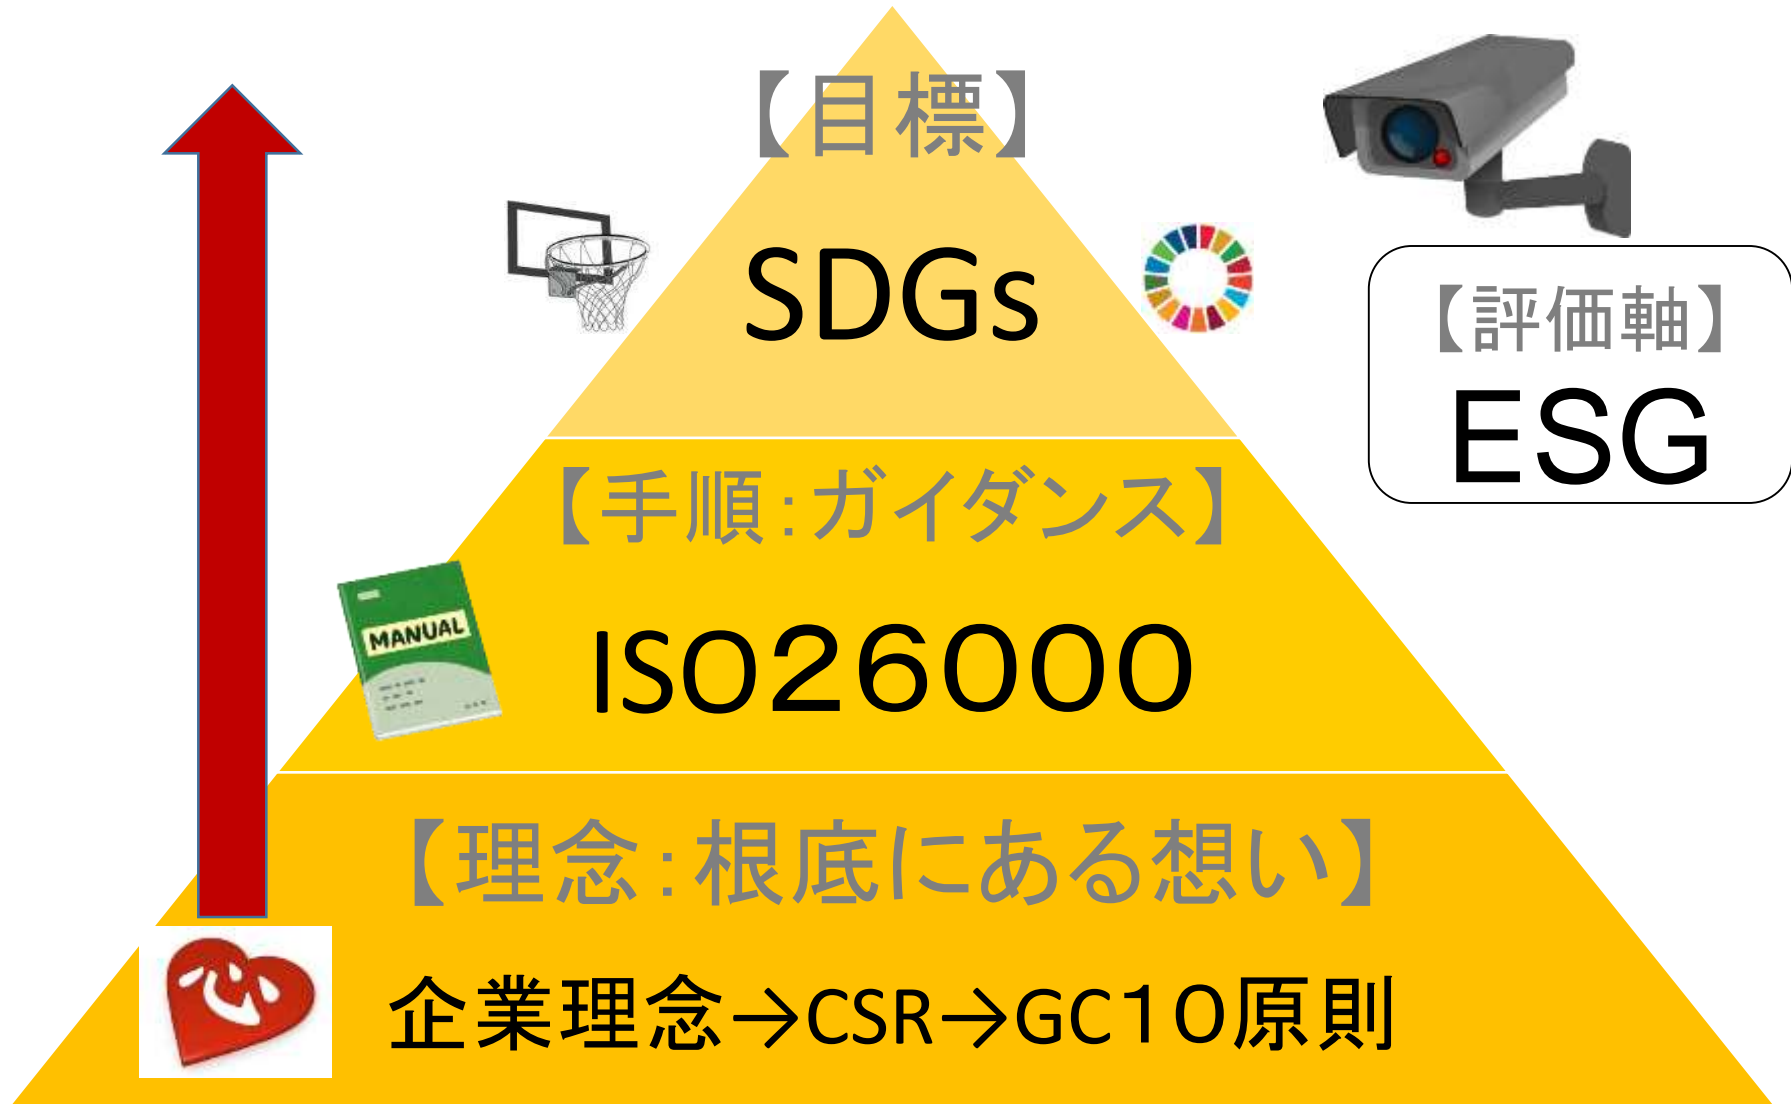 【目標】
SDGs
【評価軸】
ESG
【手順：ガイダンス】
MANUAL
ISO２６０００
【理念：根底にある想い】
心
企業理念→CSR→GC１０原則